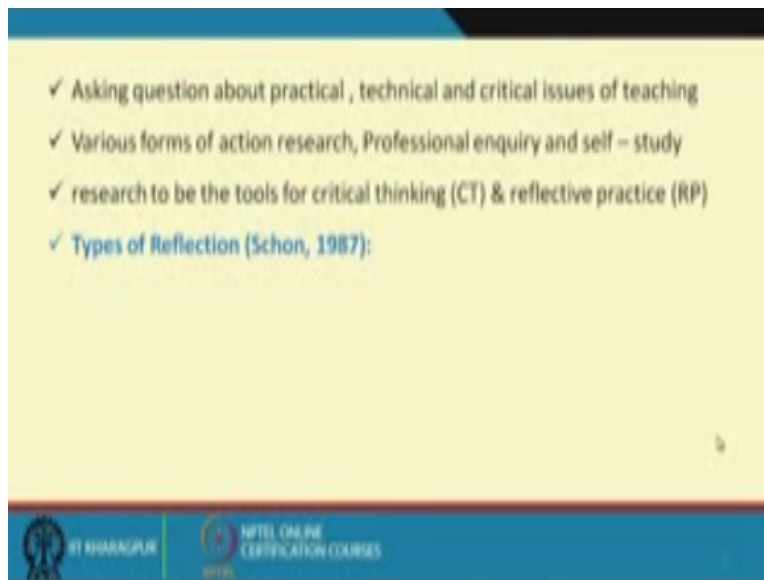 ✓ Asking question about practical , technical and critical issues of teaching
✓ Various forms of action research, Professional enquiry and self – study
✓ research to be the tools for critical thinking (CT) & reflective practice (RP)
✓ Types of Reflection (Schon, 1987):
IIT KHARAGPUR
NPTEL ONLINE
CERTIFICATION COURSES
NPTEL